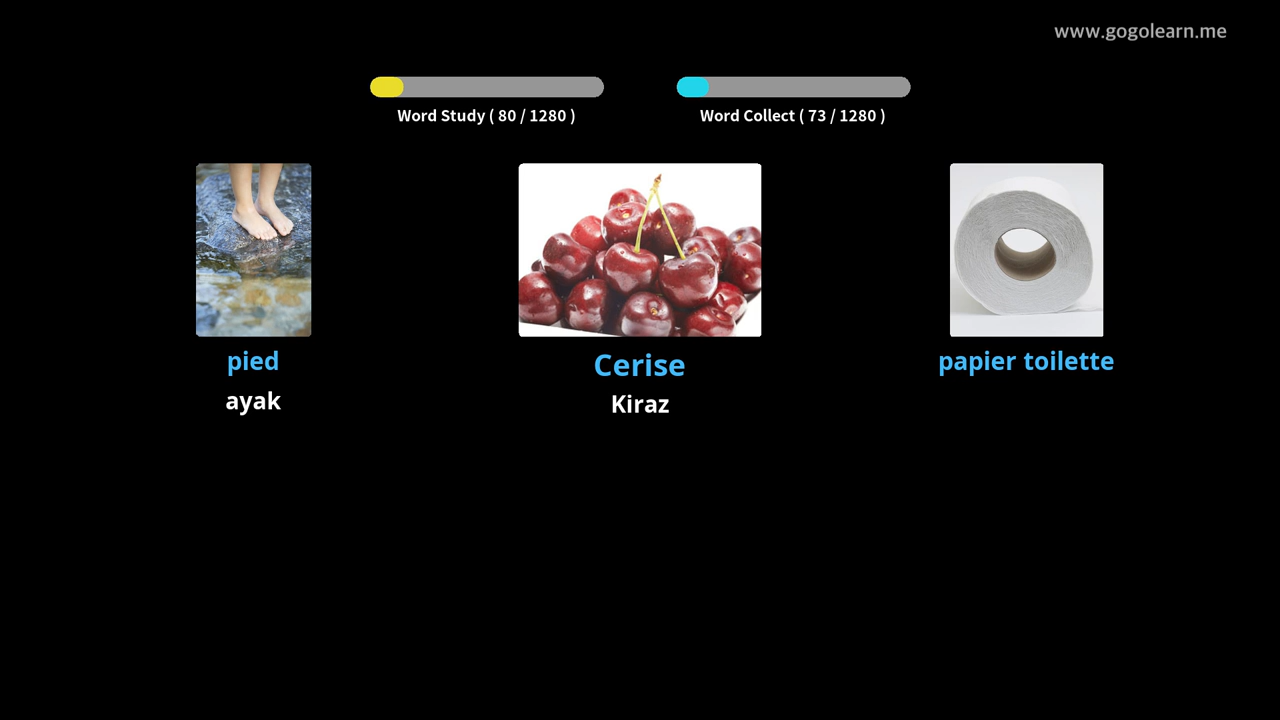 www.gogolearn.me
Word Study ( 80 / 1280 )
Word Collect ( 73 / 1280 )
pied
ayak
Cerise
Kiraz
papier toilette